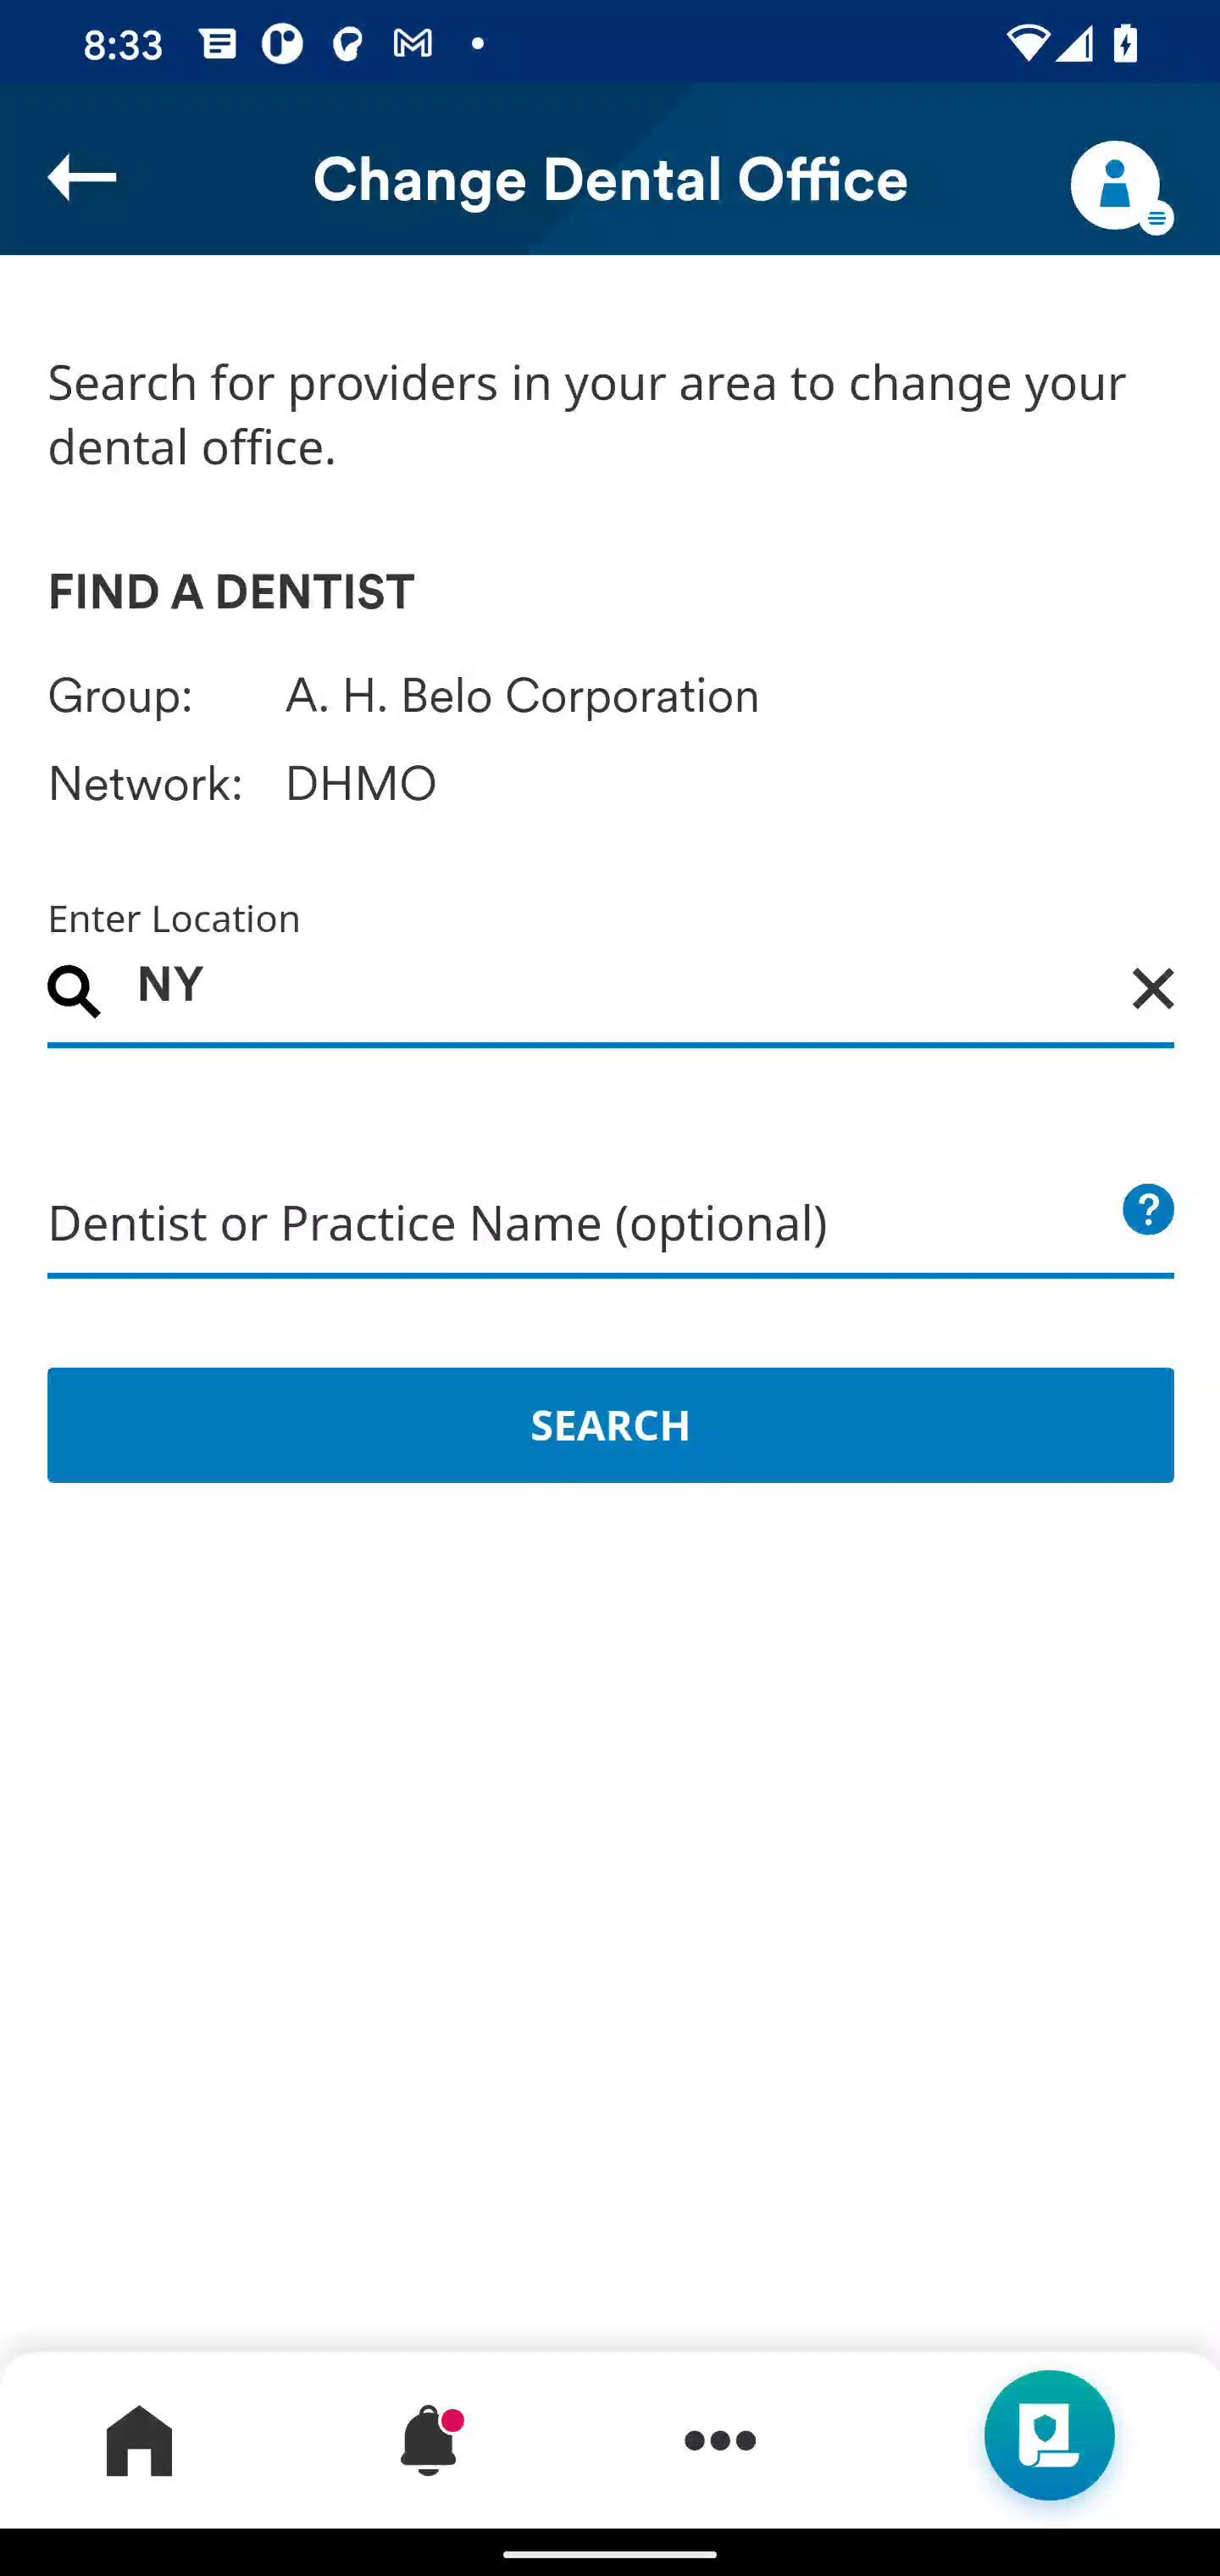 8:33
Change Dental Office
Search for providers in your area to change your
dental office.
FIND A DENTIST
Group: A. H. Belo Corporation
Network: DHMO
Enter Location
NY
Dentist or Practice Name (optional)
?
SEARCH